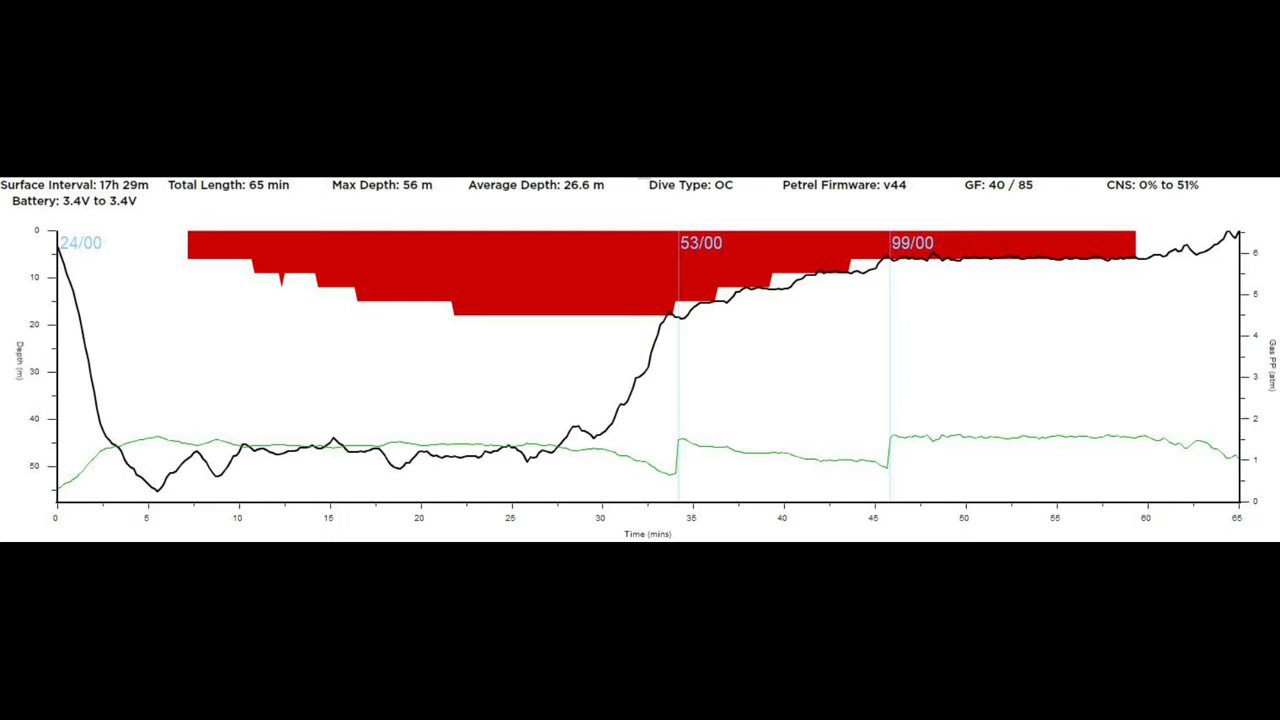 Surface Interval: 17h 29m Total Length: 65 min Max Depth: 56 m Average Depth: 26.6 m Dive Type: OC Petrel Firmware: v44 GF: 40 / 85 CNS: 0% to 51%
Battery: 3.4V to 3.4V
24/00 53/00 99/00
0
10
20
30
40
50
Depth (m)
6
5
4
3
2
1
0
Gas PP (atm)
0 5 10 15 20 25 30 35 40 45 50 55 60 65
Time (mins)